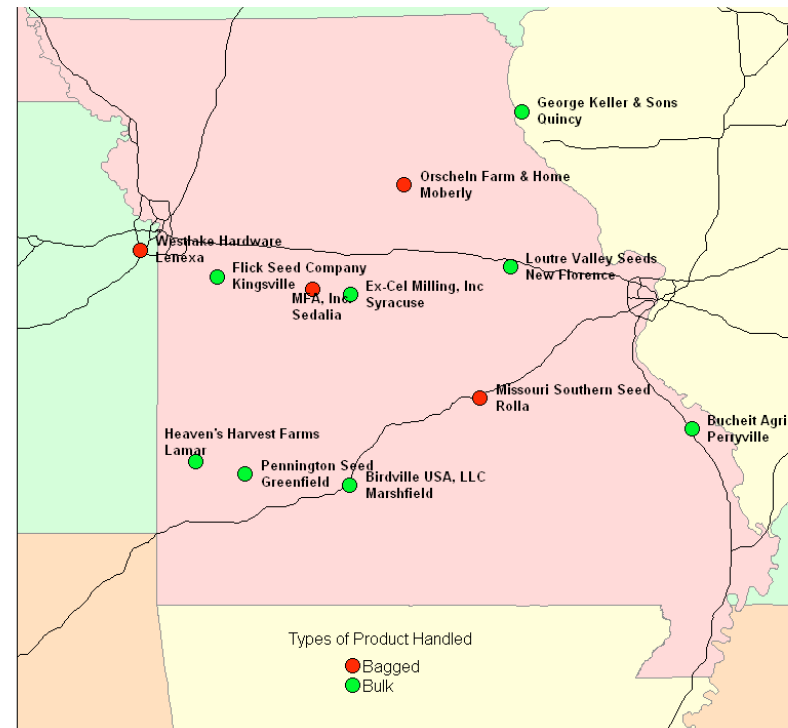 George Keller & Sons
Quincy
Orscheln Farm & Home
Moberly
Westlake Hardware
Lenexa
Loutre Valley Seeds
New Florence
Flick Seed Company
Kingsville
MFA, Inc.
Sedalia
Ex-Cel Milling, Inc
Syracuse
Missouri Southern Seed
Rolla
Bucheit Agri
Perryville
Heaven's Harvest Farms
Lamar
Pennington Seed
Greenfield
Birdville USA, LLC
Marshfield
Types of Product Handled
Bagged
Bulk